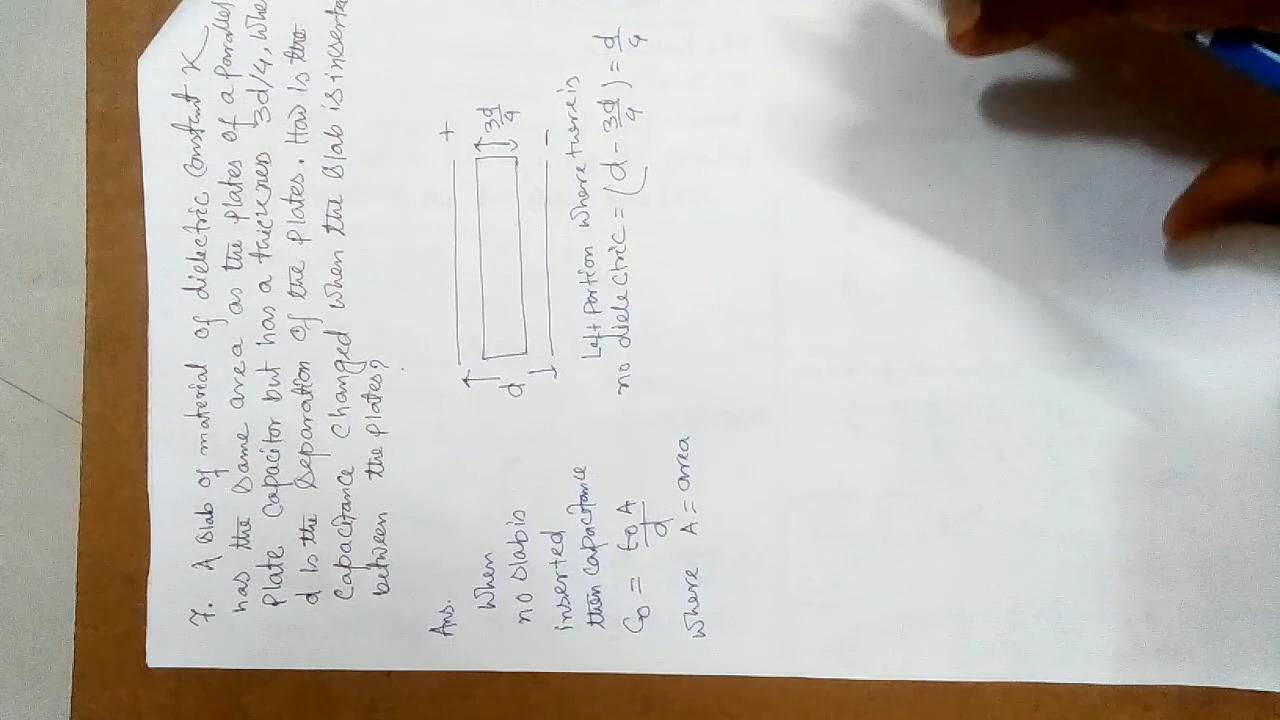 7. A slab of material of dielectric constant K
has the same area as the plates of a parallel
plate capacitor but has a thickness 3d/4, whe
d is the separation of the plates. How is the
capacitance changed when the slab is inserte
between the plates?
Ans.
+
d
3d/4
-
When
no slab is
inserted
then capacitance
C0 = ε0A/d
where A = area
Left portion where there is
no dielectric = (d - 3d/4) = d/4